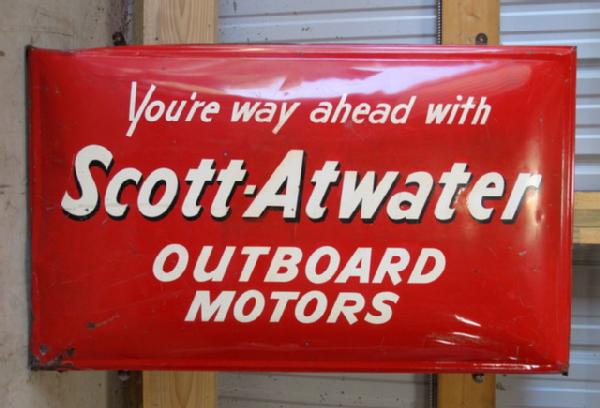 You're way ahead with
Scott-Atwater
OUTBOARD
MOTORS